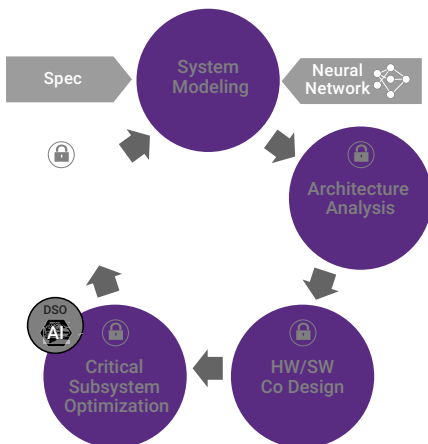 System
Modeling
Spec
Neural
Network
Architecture
Analysis
DSO
AI
Critical
Subsystem
Optimization
HW/SW
Co Design